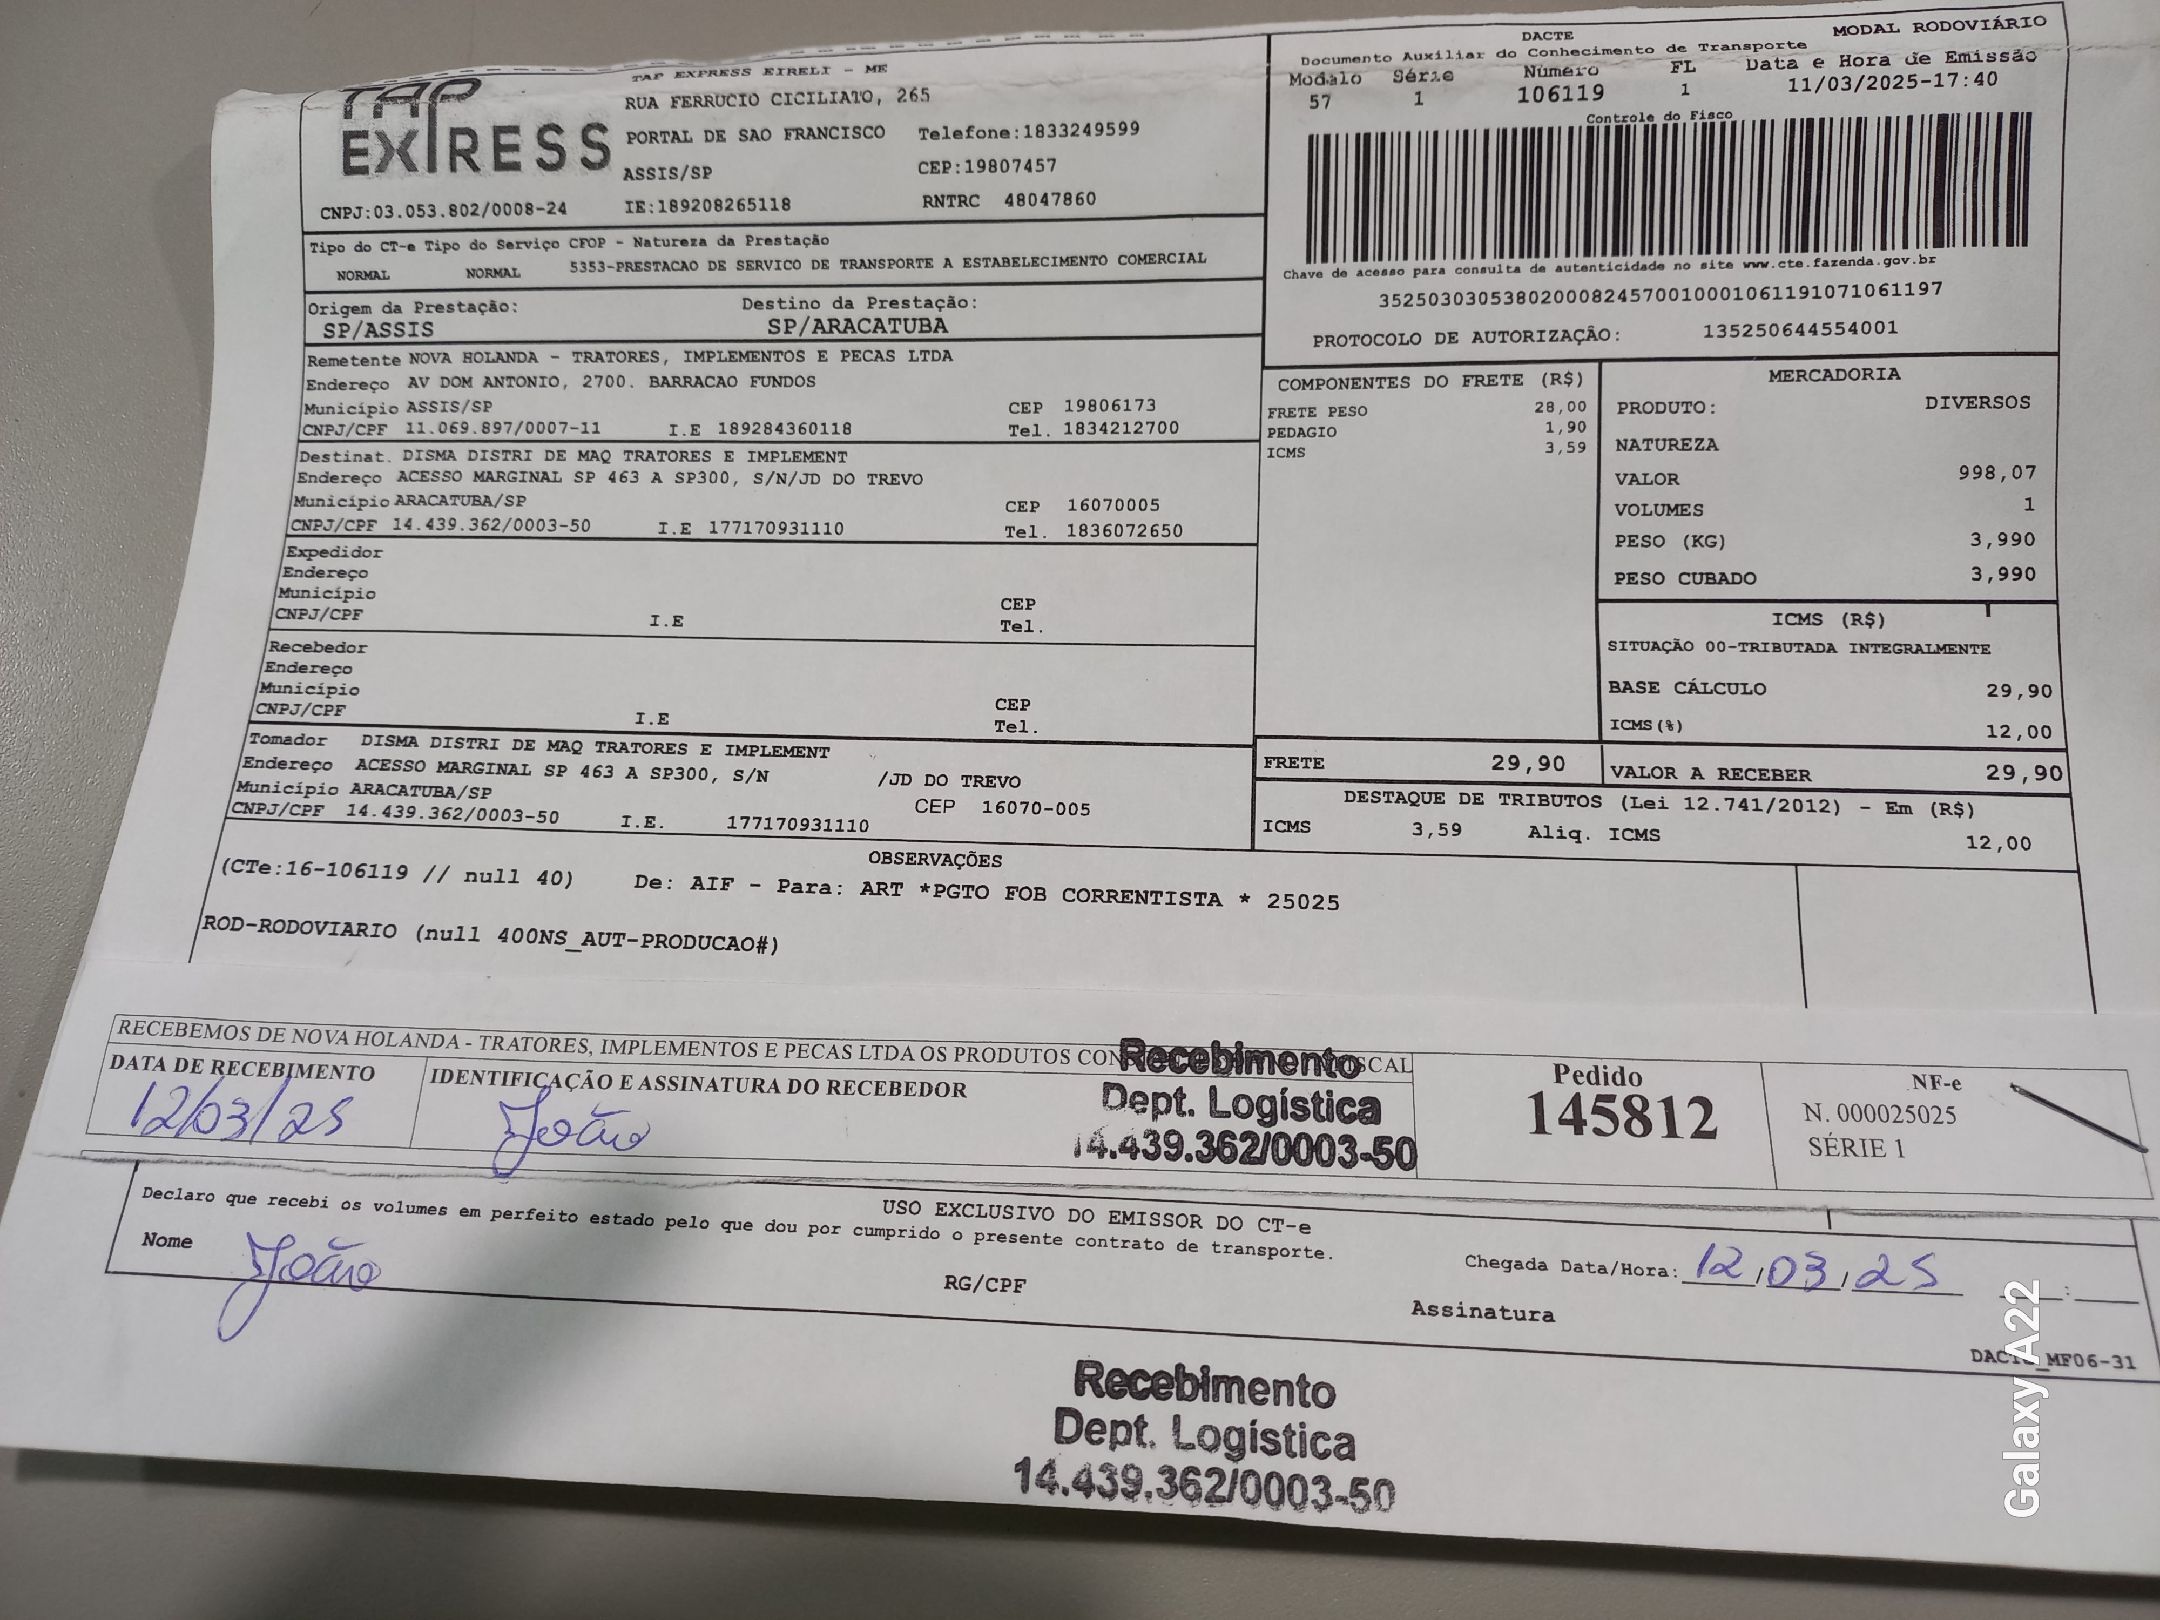 TAP EXPRESS
TAP EXPRESS EIRELI - ME
RUA FERRUCIO CICILIATO, 265
PORTAL DE SAO FRANCISCO Telefone:1833249599
ASSIS/SP CEP:19807457
CNPJ:03.053.802/0008-24 IE:189208265118 RNTRC 48047860
DACTE MODAL RODOVIÁRIO
Documento Auxiliar do Conhecimento de Transporte
Modalo Série Número FL Data e Hora de Emissão
57 1 106119 1 11/03/2025-17:40
Controle do Fisco
Chave de acesso para consulta de autenticidade no site www.cte.fazenda.gov.br
35250303053802000824570010001061191071061197
PROTOCOLO DE AUTORIZAÇÃO: 135250644554001
Tipo do CT-e Tipo do Serviço CFOP - Natureza da Prestação
NORMAL NORMAL 5353-PRESTACAO DE SERVICO DE TRANSPORTE A ESTABELECIMENTO COMERCIAL
Origem da Prestação: Destino da Prestação:
SP/ASSIS SP/ARACATUBA
Remetente NOVA HOLANDA - TRATORES, IMPLEMENTOS E PECAS LTDA
Endereço AV DOM ANTONIO, 2700. BARRACAO FUNDOS
Município ASSIS/SP CEP 19806173
CNPJ/CPF 11.069.897/0007-11 I.E 189284360118 Tel. 1834212700
Destinat. DISMA DISTRI DE MAQ TRATORES E IMPLEMENT
Endereço ACESSO MARGINAL SP 463 A SP300, S/N/JD DO TREVO
Município ARACATUBA/SP CEP 16070005
CNPJ/CPF 14.439.362/0003-50 I.E 177170931110 Tel. 1836072650
Expedidor
Endereço
Município CEP
CNPJ/CPF I.E Tel.
Recebedor
Endereço
Município CEP
CNPJ/CPF I.E Tel.
Tomador DISMA DISTRI DE MAQ TRATORES E IMPLEMENT
Endereço ACESSO MARGINAL SP 463 A SP300, S/N /JD DO TREVO
Município ARACATUBA/SP CEP 16070-005
CNPJ/CPF 14.439.362/0003-50 I.E. 177170931110
COMPONENTES DO FRETE (R$)
FRETE PESO 28,00
PEDAGIO 1,90
ICMS 3,59
MERCADORIA
PRODUTO: DIVERSOS
NATUREZA
VALOR 998,07
VOLUMES 1
PESO (KG) 3,990
PESO CUBADO 3,990
ICMS (R$)
SITUAÇÃO 00-TRIBUTADA INTEGRALMENTE
BASE CÁLCULO 29,90
ICMS(%) 12,00
FRETE 29,90 VALOR A RECEBER 29,90
DESTAQUE DE TRIBUTOS (Lei 12.741/2012) - Em (R$)
ICMS 3,59 Aliq. ICMS 12,00
OBSERVAÇÕES
(CTe:16-106119 // null 40) De: AIF - Para: ART *PGTO FOB CORRENTISTA * 25025
ROD-RODOVIARIO (null 400NS_AUT-PRODUCAO#)
RECEBEMOS DE NOVA HOLANDA - TRATORES, IMPLEMENTOS E PECAS LTDA OS PRODUTOS
DATA DE RECEBIMENTO IDENTIFICAÇÃO E ASSINATURA DO RECEBEDOR
12/03/25 João
Recebimento
Dept. Logística
14.439.362/0003-50
Pedido
145812
NF-e
N. 000025025
SÉRIE 1
USO EXCLUSIVO DO EMISSOR DO CT-e
Declaro que recebi os volumes em perfeito estado pelo que dou por cumprido o presente contrato de transporte.
Nome João RG/CPF
Chegada Data/Hora: 12/03/25 :
Assinatura
MF06-31
Recebimento
Dept. Logística
14.439.362/0003-50
Galaxy A22